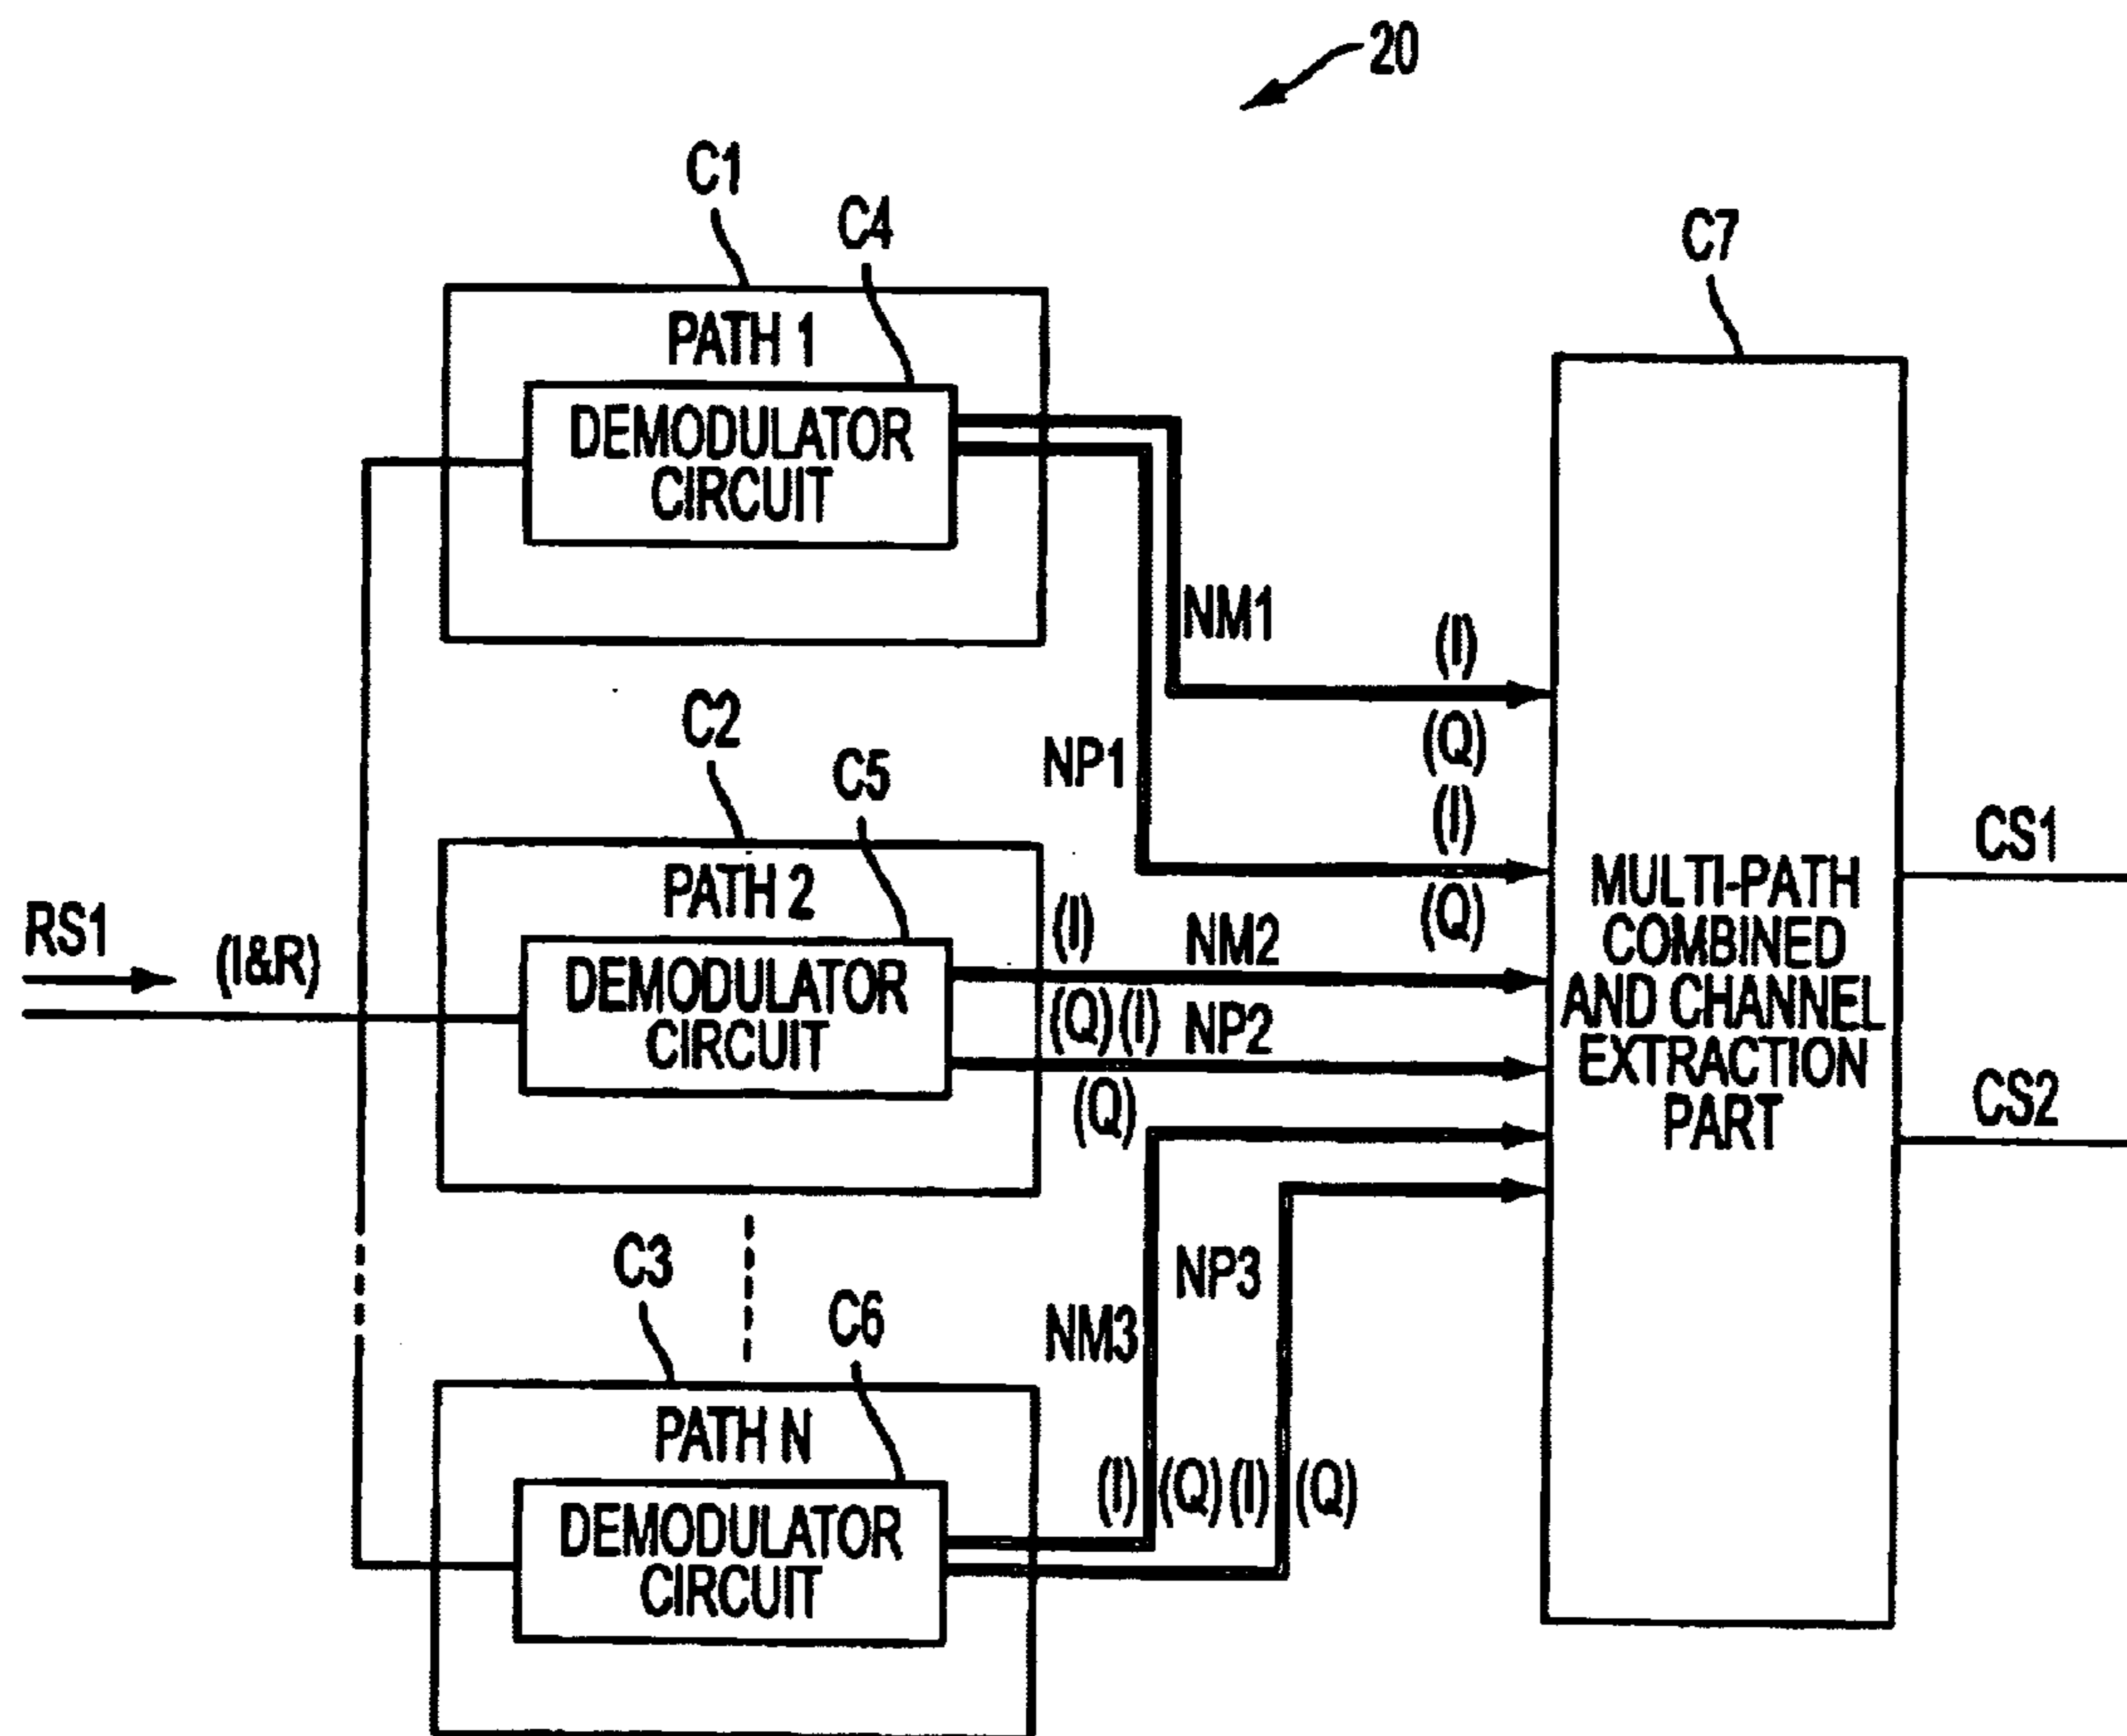 20
C1
C4
C7
PATH 1
DEMODULATOR
CIRCUIT
NM1
(I)
(Q)
NP1
(I)
(Q)
C2
C5
PATH 2
DEMODULATOR
CIRCUIT
RS1
(I&R)
(I)
NM2
(Q)(I)
NP2
(Q)
MULTI-PATH
COMBINED
AND CHANNEL
EXTRACTION
PART
CS1
CS2
C3
C6
PATH N
DEMODULATOR
CIRCUIT
NP3
NM3
(I)
(Q)(I)
(Q)